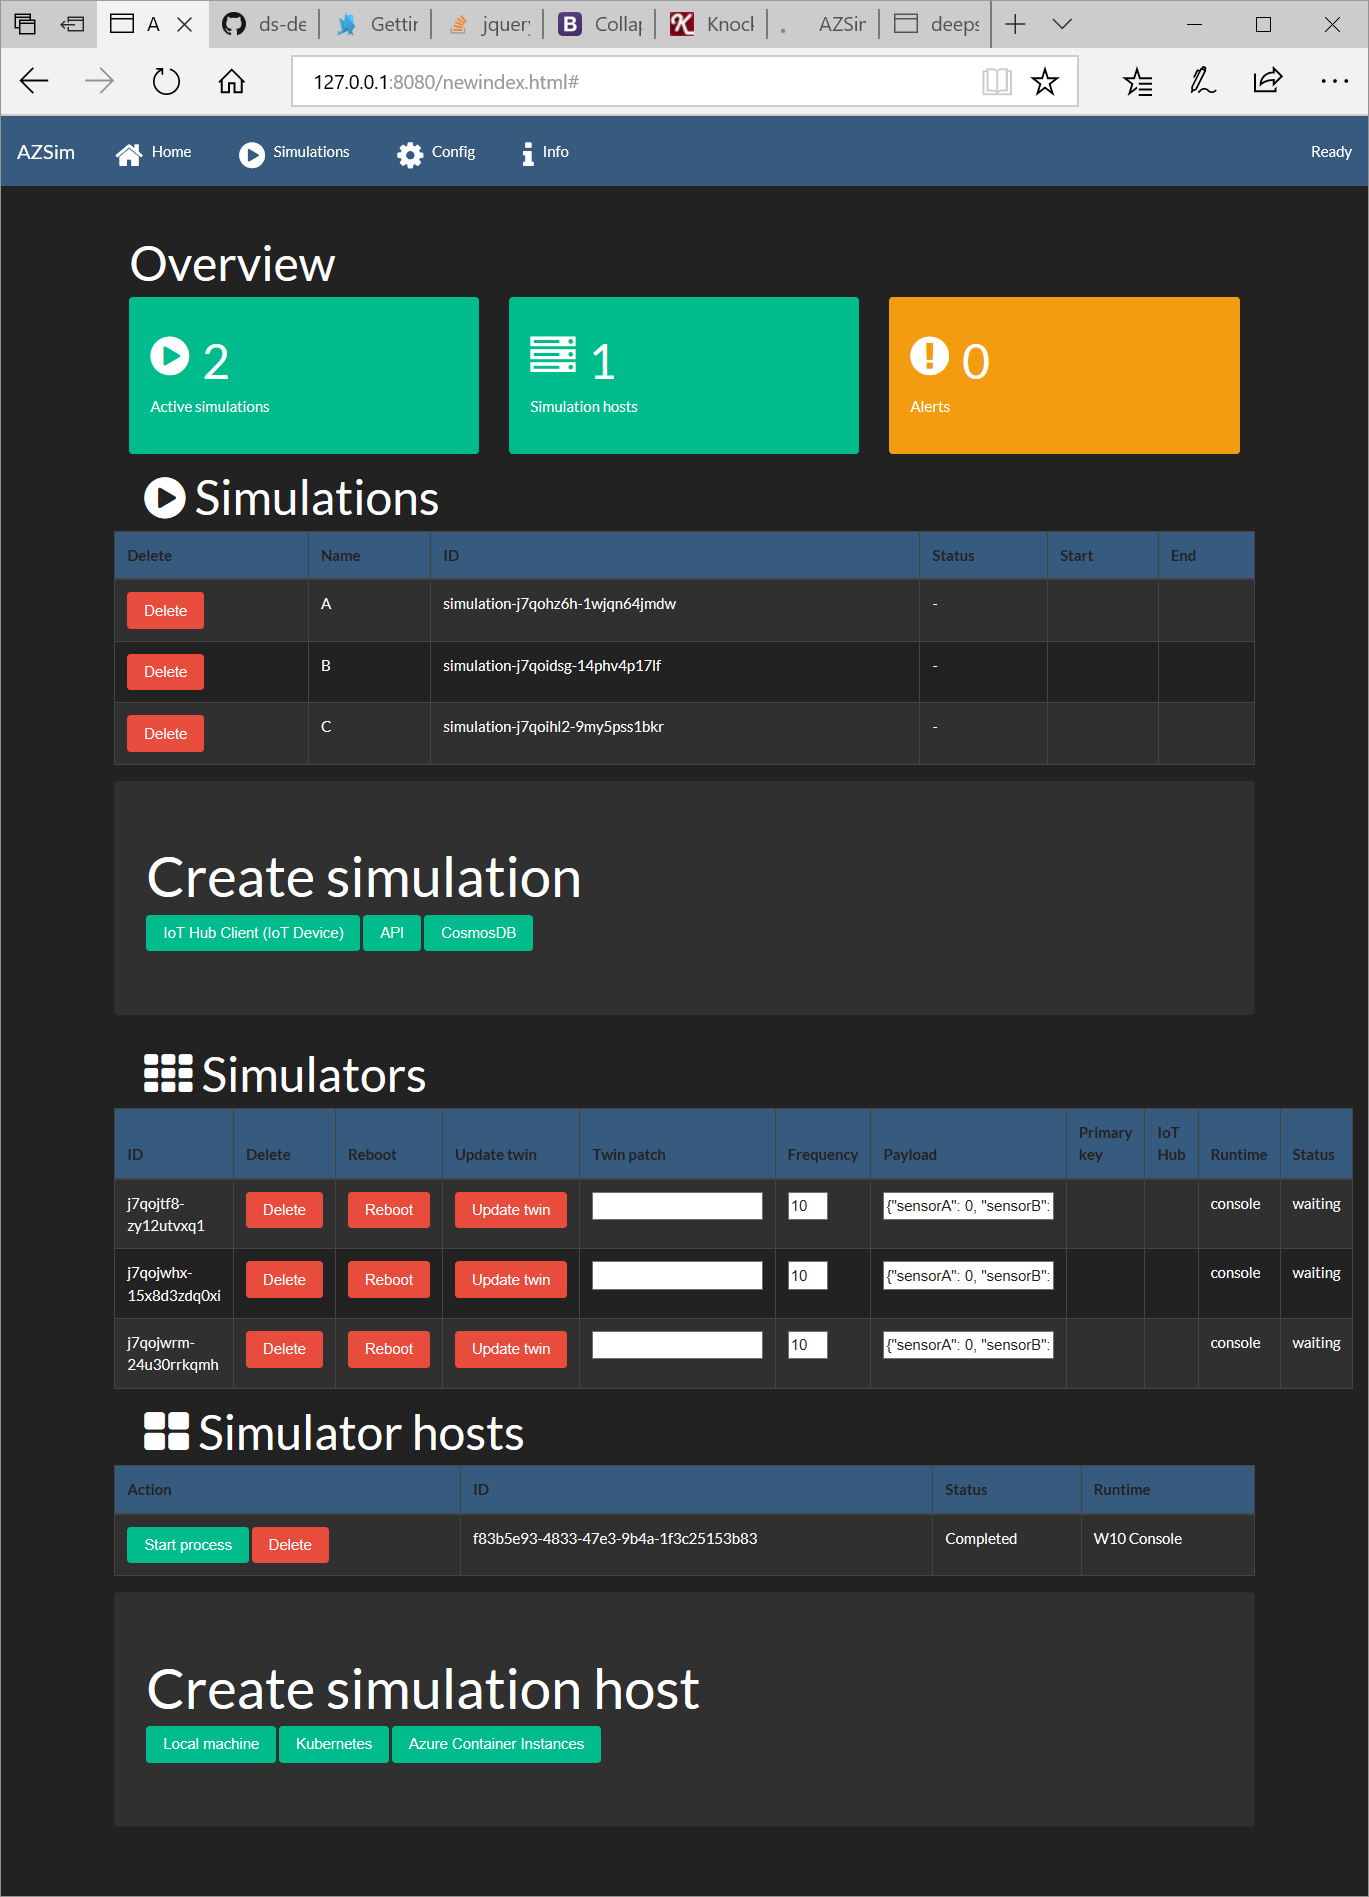 A ds-de Gettin jquery Collap Knock . AZSim deeps
127.0.0.1:8080/newindex.html#
AZSim Home Simulations Config Info Ready
Overview
2 1 0
Active simulations Simulation hosts Alerts
Simulations
Delete Name ID Status Start End
Delete A simulation-j7qohz6h-1wjqn64jmdw -
Delete B simulation-j7qoidsg-14phv4p17lf -
Delete C simulation-j7qoihl2-9my5pss1bkr -
Create simulation
IoT Hub Client (IoT Device) API CosmosDB
Simulators
ID Delete Reboot Update twin Twin patch Frequency Payload Primary key IoT Hub Runtime Status
j7qojtf8- Delete Reboot Update twin 10 {"sensorA": 0, "sensorB": console waiting
zy12utvxq1
j7qojwhx- Delete Reboot Update twin 10 {"sensorA": 0, "sensorB": console waiting
15x8d3zdq0xi
j7qojwrm- Delete Reboot Update twin 10 {"sensorA": 0, "sensorB": console waiting
24u30rrkqmh
Simulator hosts
Action ID Status Runtime
Start process Delete f83b5e93-4833-47e3-9b4a-1f3c25153b83 Completed W10 Console
Create simulation host
Local machine Kubernetes Azure Container Instances